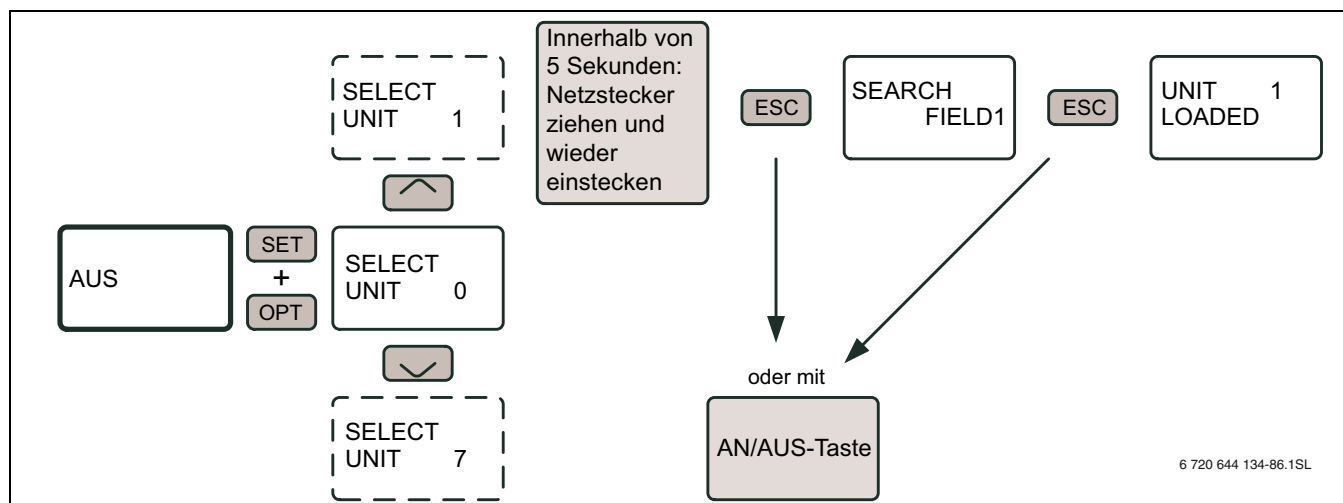 AUS
SET
+
OPT
SELECT
UNIT 1
SELECT
UNIT 0
SELECT
UNIT 7
Innerhalb von
5 Sekunden:
Netzstecker
ziehen und
wieder
einstecken
ESC
SEARCH
FIELD1
ESC
UNIT 1
LOADED
oder mit
AN/AUS-Taste
6 720 644 134-86.1SL